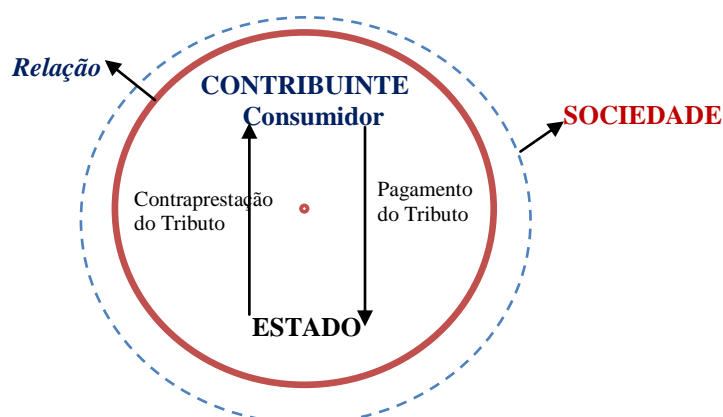 Relação
CONTRIBUINTE
Consumidor
SOCIEDADE
Contraprestação
do Tributo
Pagamento
do Tributo
ESTADO